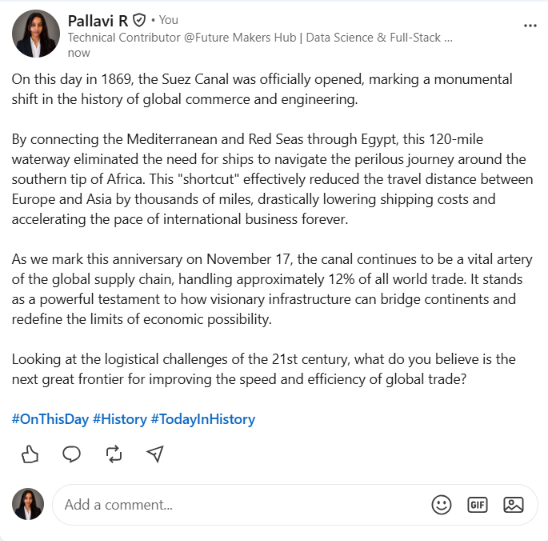 Pallavi R • You
Technical Contributor @Future Makers Hub | Data Science & Full-Stack ...
now
On this day in 1869, the Suez Canal was officially opened, marking a monumental
shift in the history of global commerce and engineering.
By connecting the Mediterranean and Red Seas through Egypt, this 120-mile
waterway eliminated the need for ships to navigate the perilous journey around the
southern tip of Africa. This "shortcut" effectively reduced the travel distance between
Europe and Asia by thousands of miles, drastically lowering shipping costs and
accelerating the pace of international business forever.
As we mark this anniversary on November 17, the canal continues to be a vital artery
of the global supply chain, handling approximately 12% of all world trade. It stands
as a powerful testament to how visionary infrastructure can bridge continents and
redefine the limits of economic possibility.
Looking at the logistical challenges of the 21st century, what do you believe is the
next great frontier for improving the speed and efficiency of global trade?
#OnThisDay #History #TodayInHistory
Add a comment...
GIF